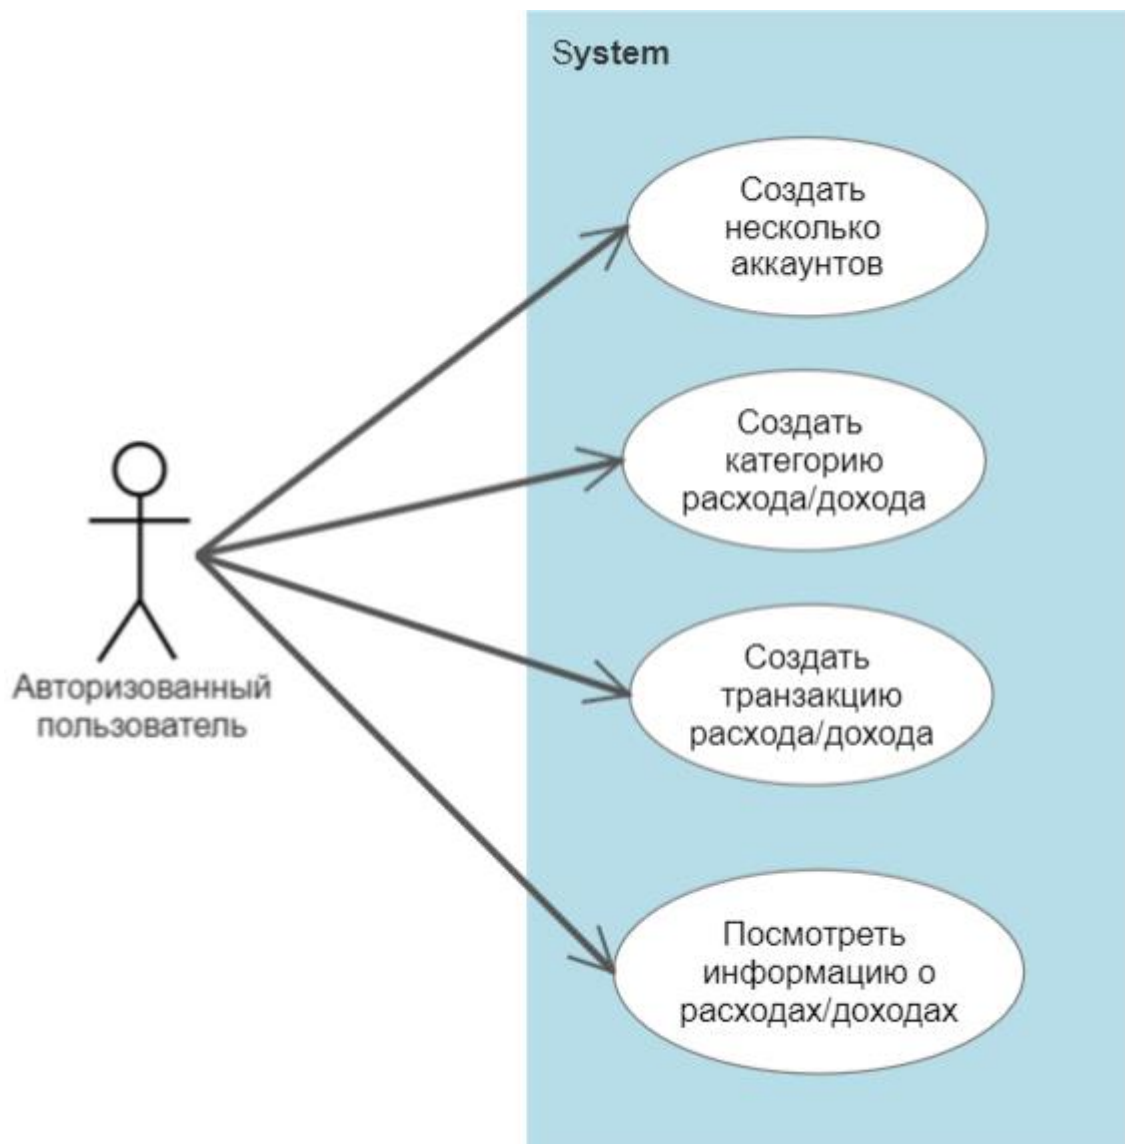 System
Создать
несколько
аккаунтов
Создать
категорию
расхода/дохода
Авторизованный
пользователь
Создать
транзакцию
расхода/дохода
Посмотреть
информацию о
расходах/доходах